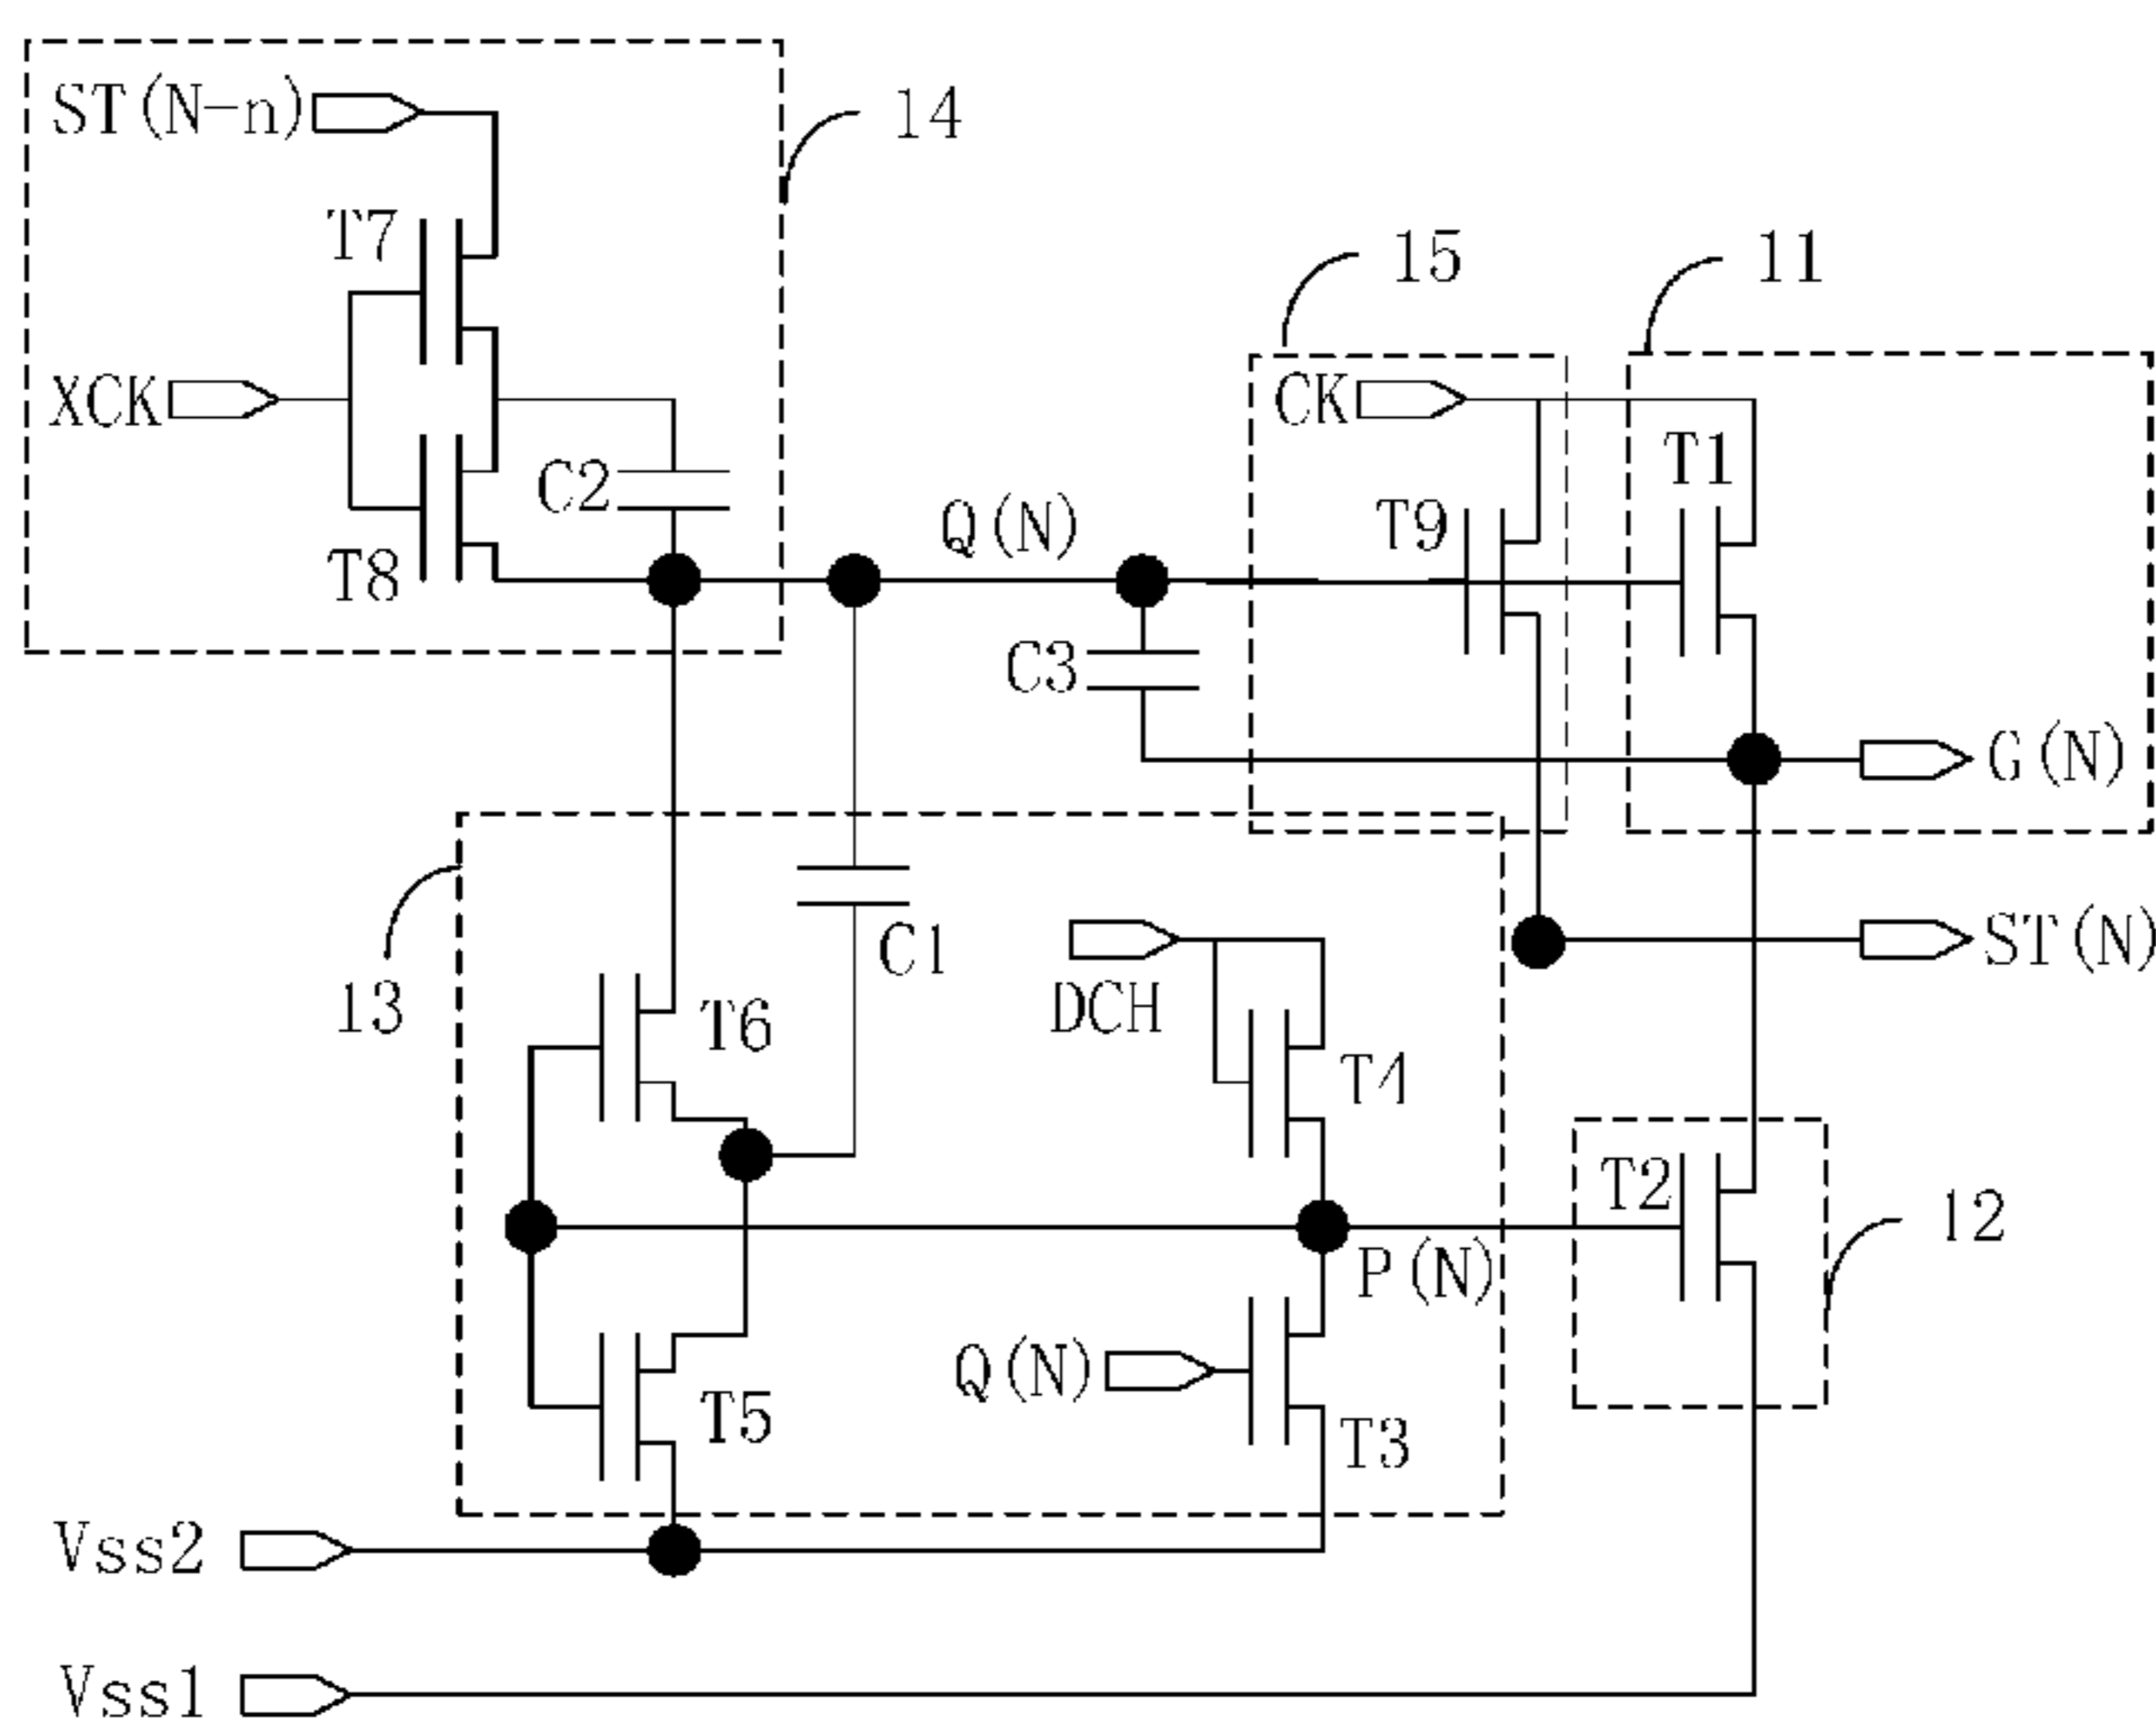 ST(N-n)
14
T7
15
11
XCK
CK
T1
C2
Q(N)
T9
T8
C3
G(N)
C1
ST(N)
13
T6
DCH
T4
T2
12
P(N)
Q(N)
T5
T3
Vss2
Vss1